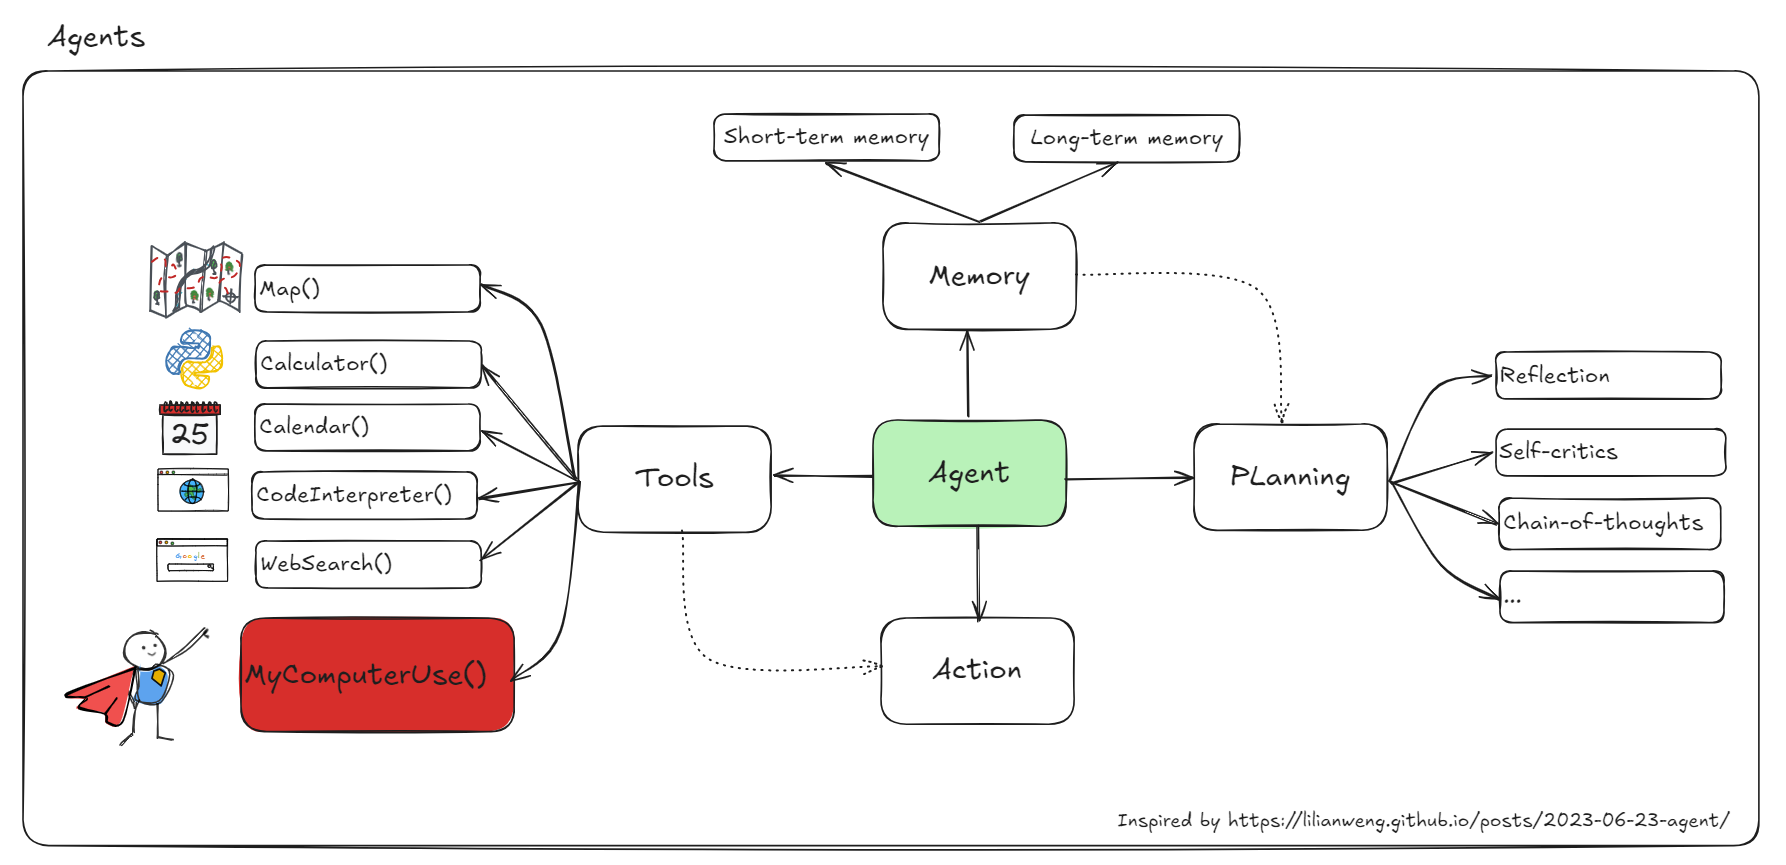 Agents
Short-term memory
Long-term memory
Memory
Map()
Calculator()
Calendar()
25
CodeInterpreter()
WebSearch()
Google
MyComputerUse()
Tools
Agent
PLanning
Action
Reflection
Self-critics
Chain-of-thoughts
...
Inspired by https://lilianweng.github.io/posts/2023-06-23-agent/